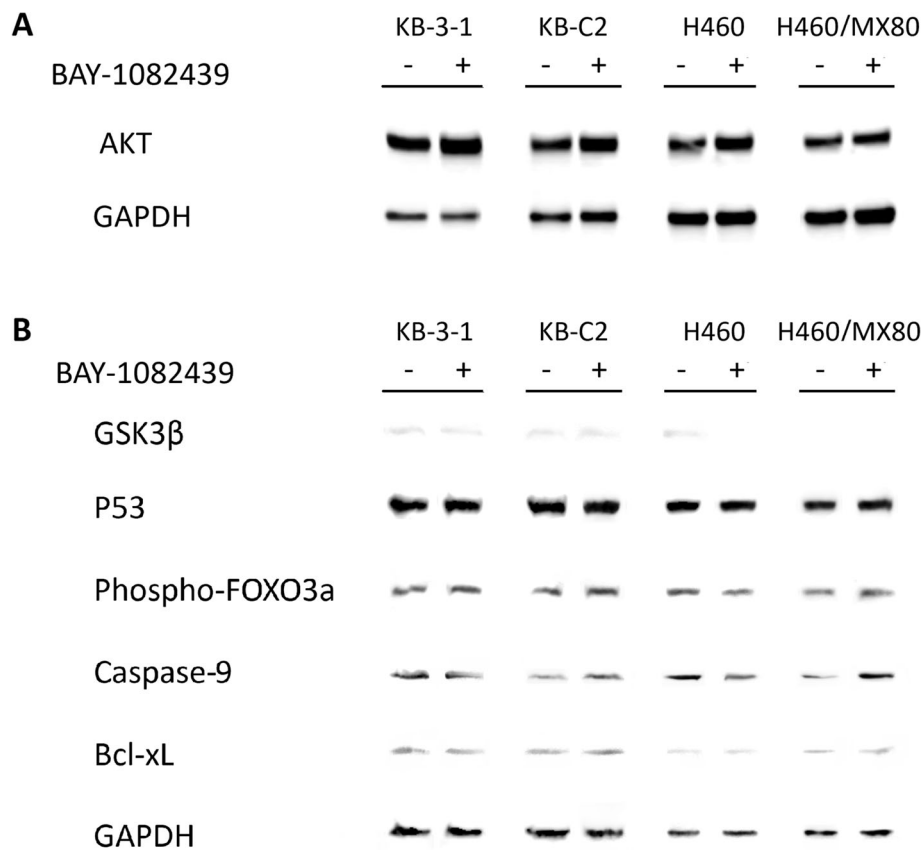 A
KB-3-1 KB-C2 H460 H460/MX80
BAY-1082439 - + - + - + - +
AKT
GAPDH
B
KB-3-1 KB-C2 H460 H460/MX80
BAY-1082439 - + - + - + - +
GSK3β
P53
Phospho-FOXO3a
Caspase-9
Bcl-xL
GAPDH